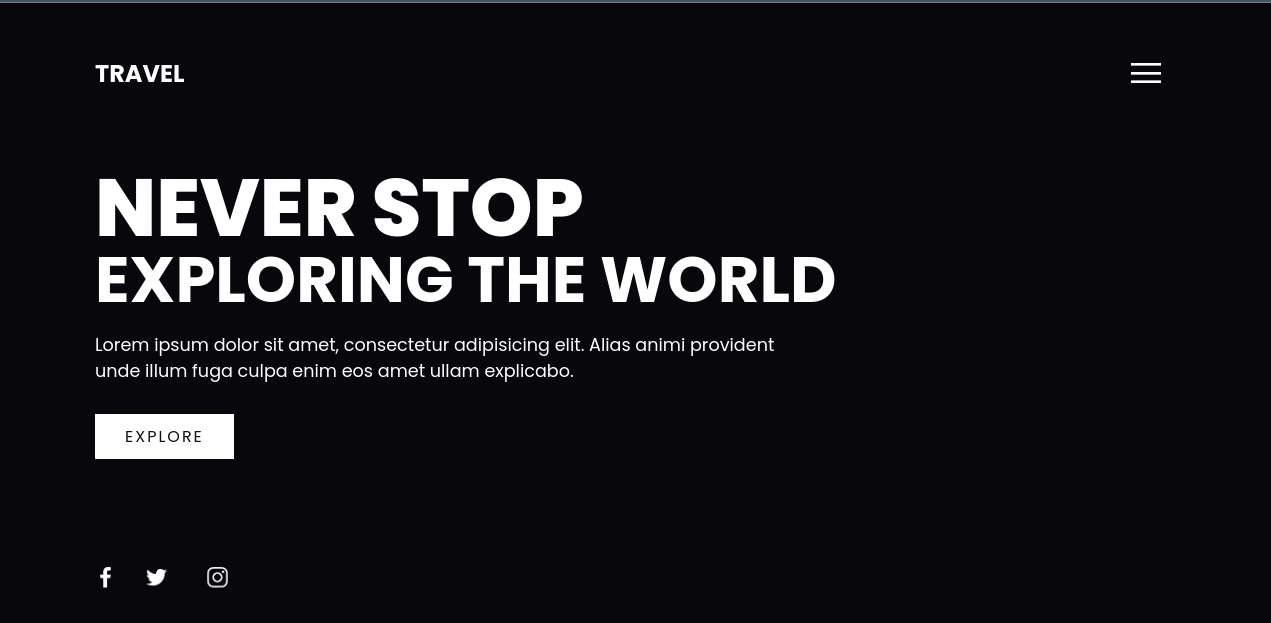 TRAVEL
NEVER STOP
EXPLORING THE WORLD
Lorem ipsum dolor sit amet, consectetur adipisicing elit. Alias animi provident
unde illum fuga culpa enim eos amet ullam explicabo.
EXPLORE